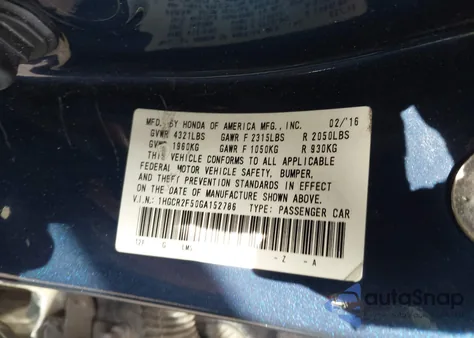 MFD. BY HONDA OF AMERICA MFG., INC. 02/16
GVWR 4321LBS GAWR F 2315LBS R 2050LBS
1960KG GAWR F 1050KG R 930KG
THIS VEHICLE CONFORMS TO ALL APPLICABLE
FEDERAL MOTOR VEHICLE SAFETY, BUMPER,
AND THEFT PREVENTION STANDARDS IN EFFECT
ON THE DATE OF MANUFACTURE SHOWN ABOVE.
V.I.N.: 1HGCR2F50GA152786 TYPE: PASSENGER CAR
- Z - A
autoSnap